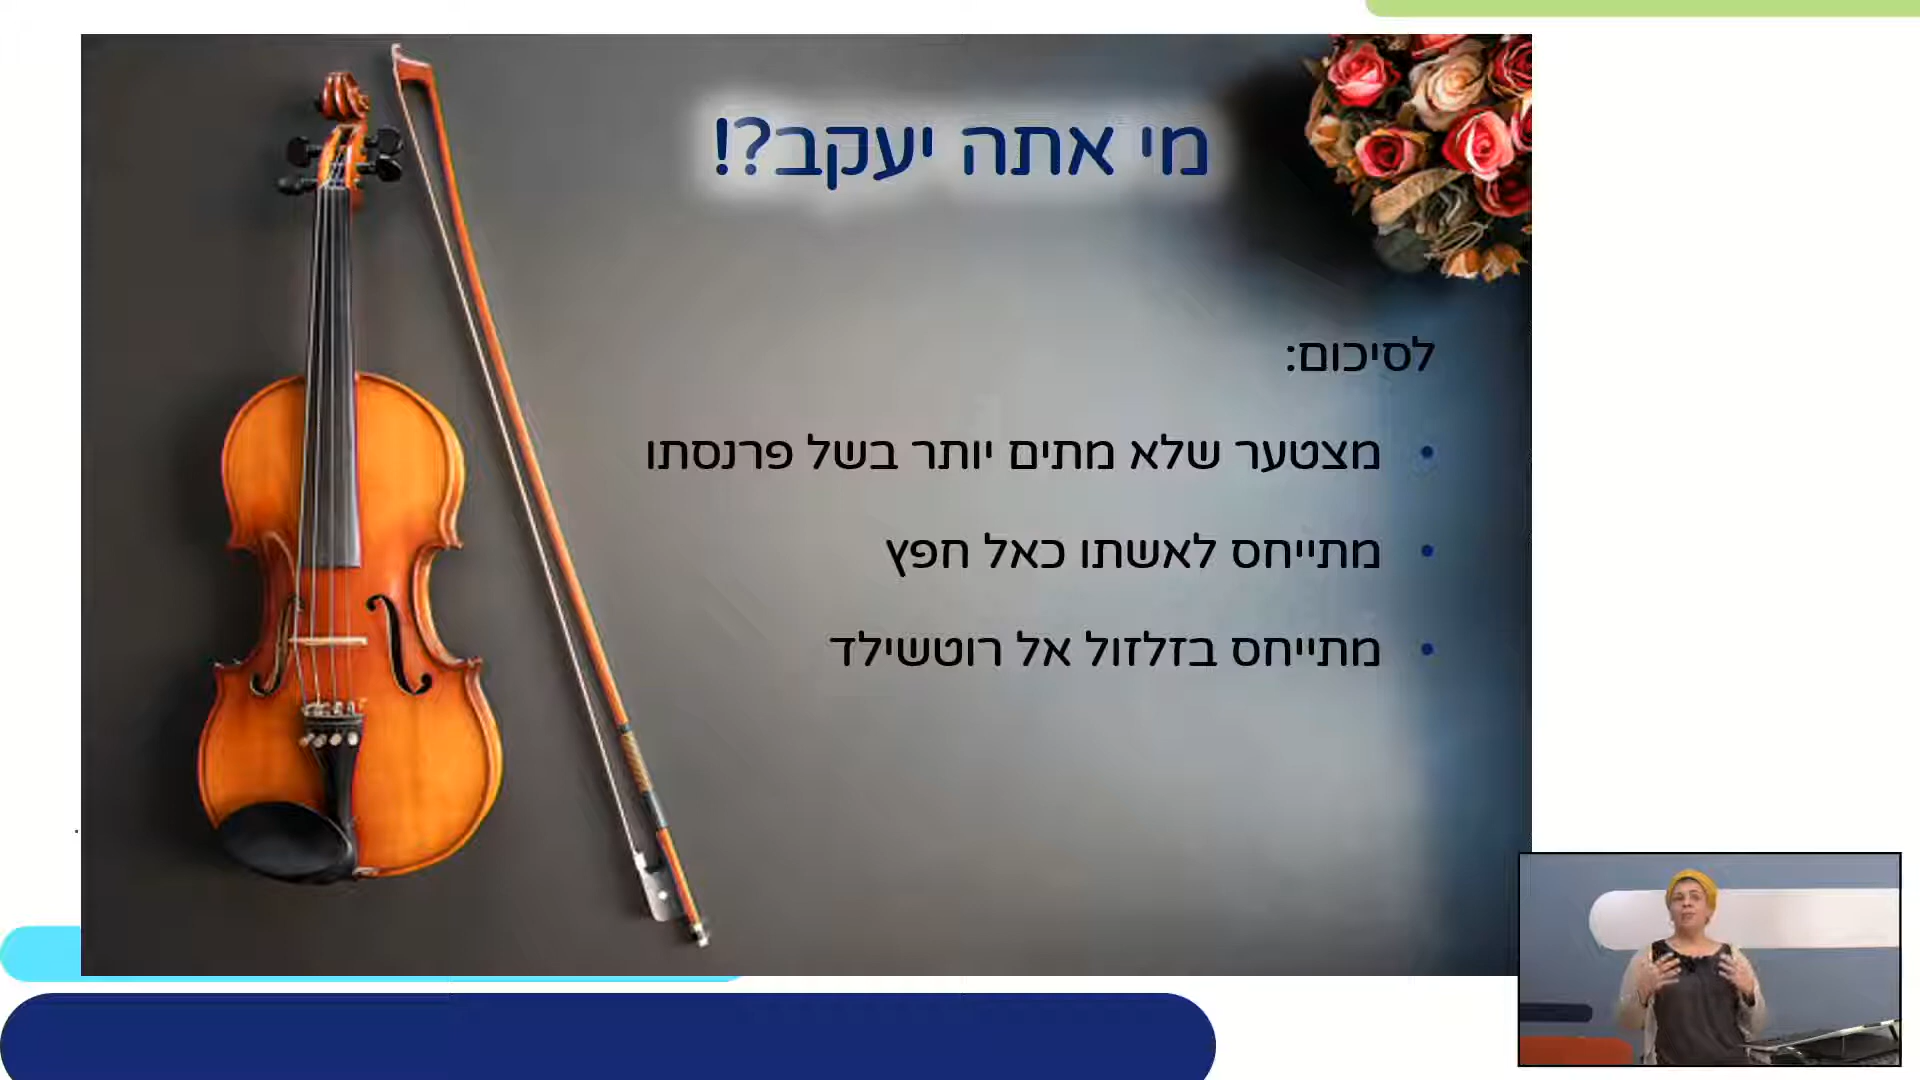 מי אתה יעקב?!
לסיכום:
• מצטער שלא מתים יותר בשל פרנסתו
• מתייחס לאשתו כאל חפץ
• מתייחס בזלזול אל רוטשילד